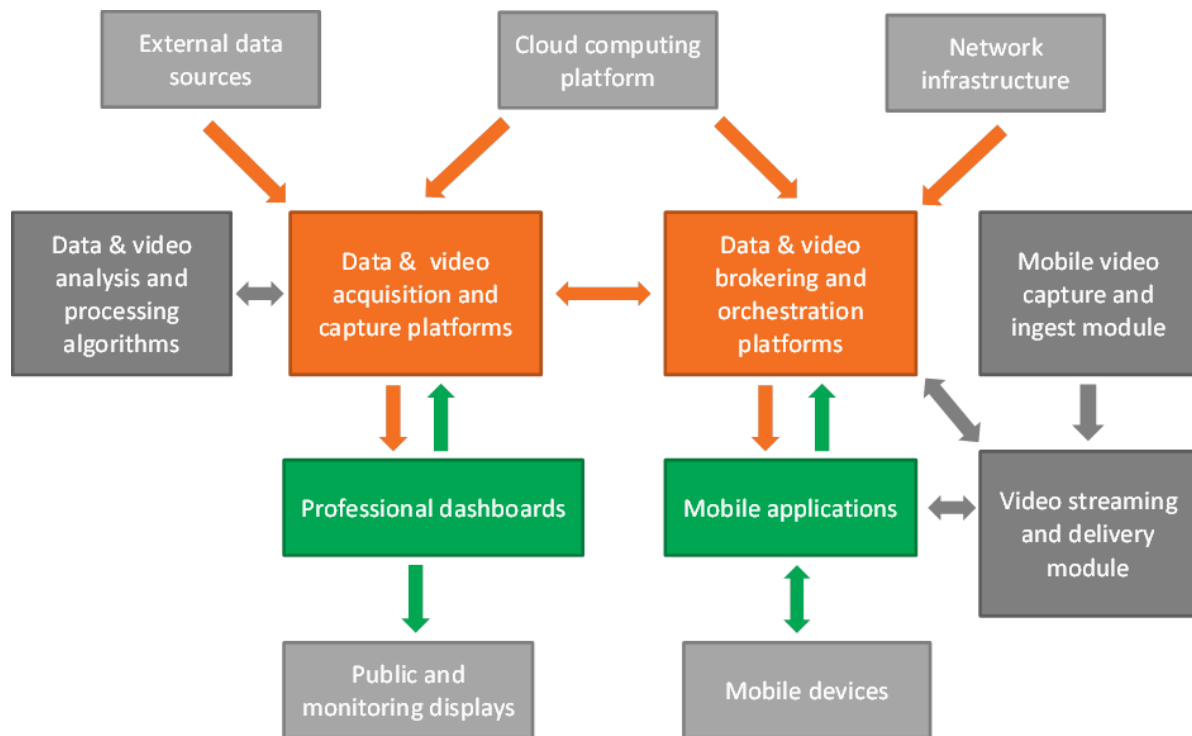 External data
sources
Cloud computing
platform
Network
infrastructure
Data & video
analysis and
processing
algorithms
Data & video
acquisition and
capture platforms
Data & video
brokering and
orchestration
platforms
Mobile video
capture and
ingest module
Professional dashboards
Mobile applications
Video streaming
and delivery
module
Public and
monitoring displays
Mobile devices